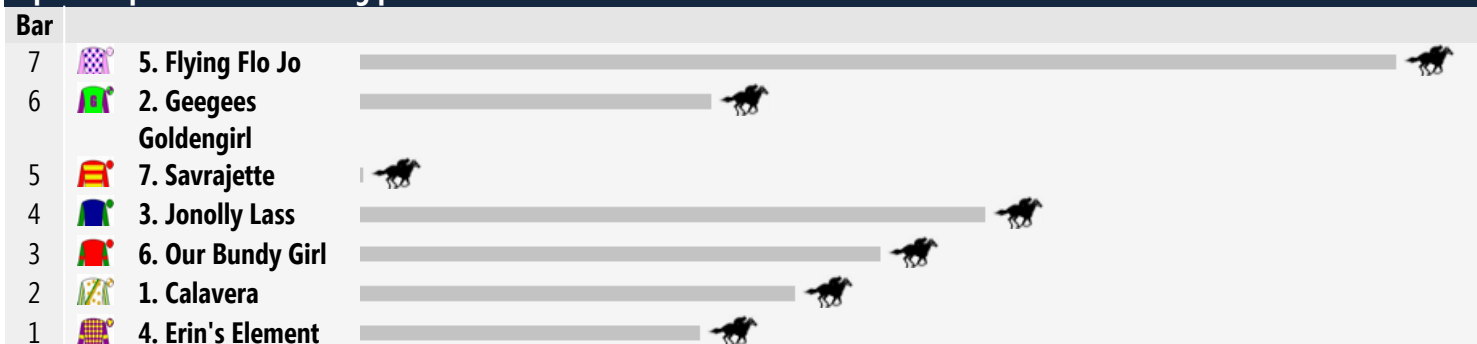 Bar
7 5. Flying Flo Jo
6 G 2. Geegees
Goldengirl
5 7. Savrajette
4 3. Jonolly Lass
3 6. Our Bundy Girl
2 1. Calavera
1 4. Erin's Element